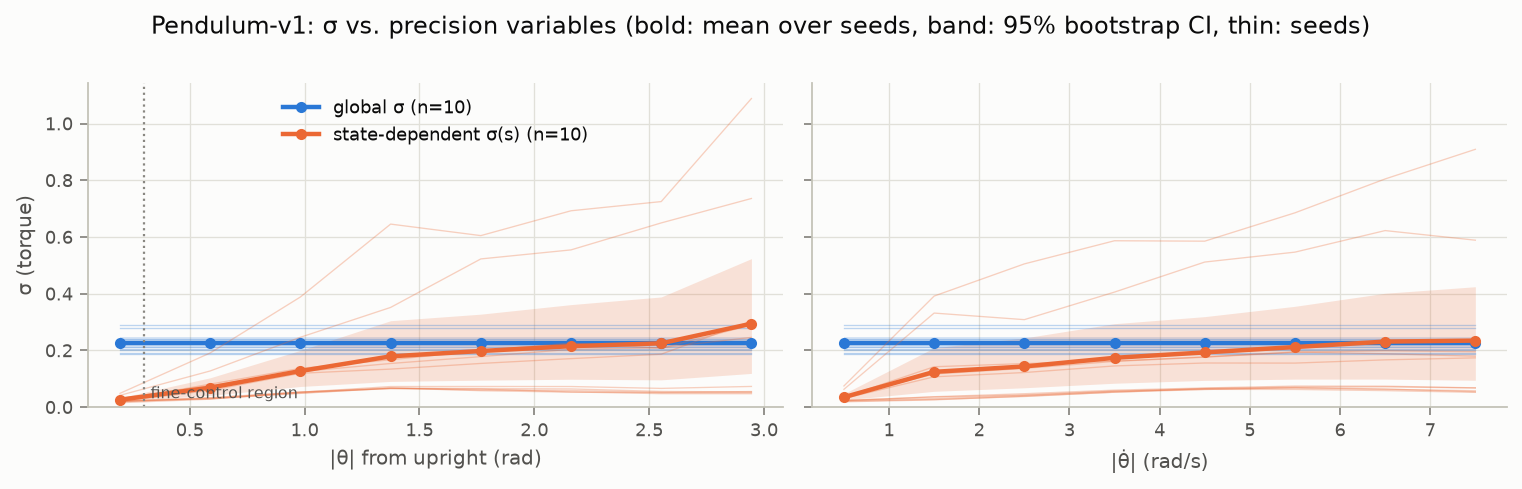 Pendulum-v1: σ vs. precision variables (bold: mean over seeds, band: 95% bootstrap CI, thin: seeds)
global σ (n=10)
state-dependent σ(s) (n=10)
σ (torque)
1.0
0.8
0.6
0.4
0.2
0.0
fine-control region
0.5 1.0 1.5 2.0 2.5 3.0
|θ| from upright (rad)
1 2 3 4 5 6 7
|θ̇| (rad/s)